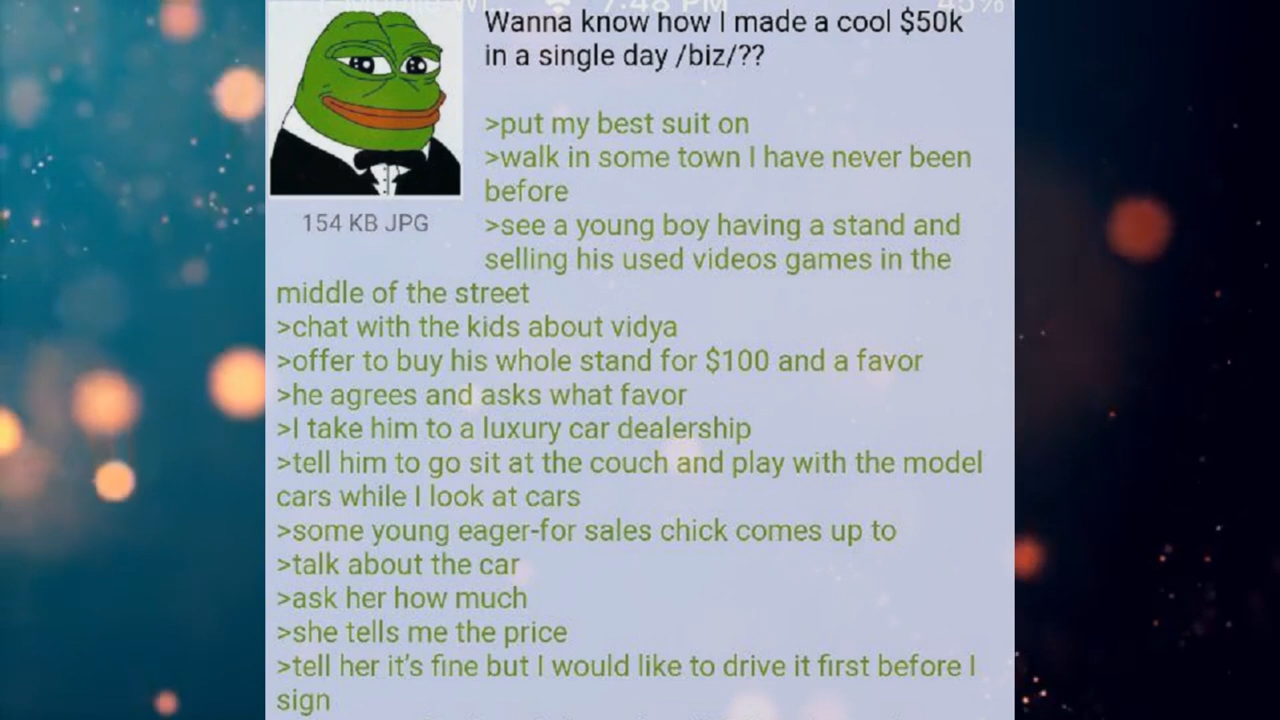 7:48 PM
45%
Wanna know how I made a cool $50k
in a single day /biz/??
>put my best suit on
>walk in some town I have never been
before
>see a young boy having a stand and
154 KB JPG
selling his used videos games in the
middle of the street
>chat with the kids about vidya
>offer to buy his whole stand for $100 and a favor
>he agrees and asks what favor
>I take him to a luxury car dealership
>tell him to go sit at the couch and play with the model
cars while I look at cars
>some young eager-for sales chick comes up to
>talk about the car
>ask her how much
>she tells me the price
>tell her it's fine but I would like to drive it first before I
sign